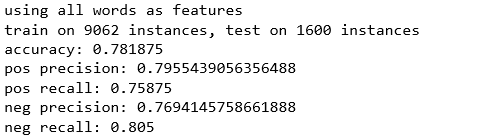 using all words as features
train on 9062 instances, test on 1600 instances
accuracy: 0.781875
pos precision: 0.7955439056356488
pos recall: 0.75875
neg precision: 0.7694145758661888
neg recall: 0.805